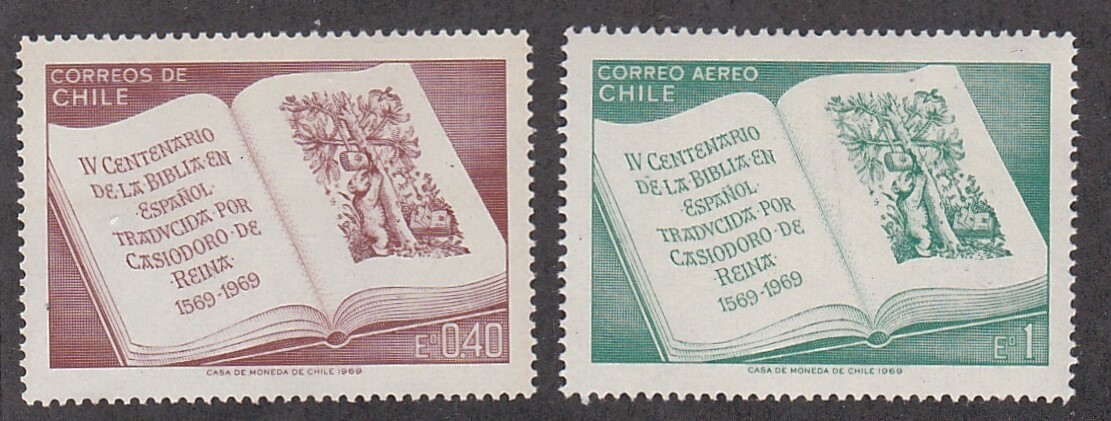 CORREOS DE
CHILE
IV CENTENARIO
DE LA BIBLIA·EN
·ESPAÑOL·
TRADVCIDA·POR
CASIODORO·DE
REINA·
1569-1969
Eº 0.40
CASA DE MONEDA DE CHILE 1969
CORREO AEREO
CHILE
IV CENTENARIO
DE LA BIBLIA·EN
·ESPAÑOL·
TRADVCIDA·POR
CASIODORO·DE
REINA·
1569-1969
Eº 1
CASA DE MONEDA DE CHILE 1969